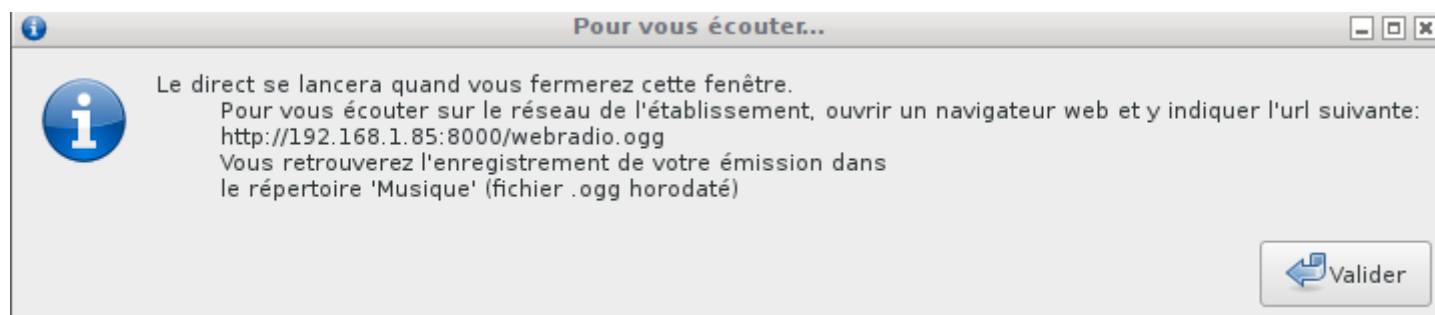 Pour vous écouter...
Le direct se lancera quand vous fermerez cette fenêtre.
Pour vous écouter sur le réseau de l'établissement, ouvrir un navigateur web et y indiquer l'url suivante:
http://192.168.1.85:8000/webradio.ogg
Vous retrouverez l'enregistrement de votre émission dans
le répertoire 'Musique' (fichier .ogg horodaté)
Valider